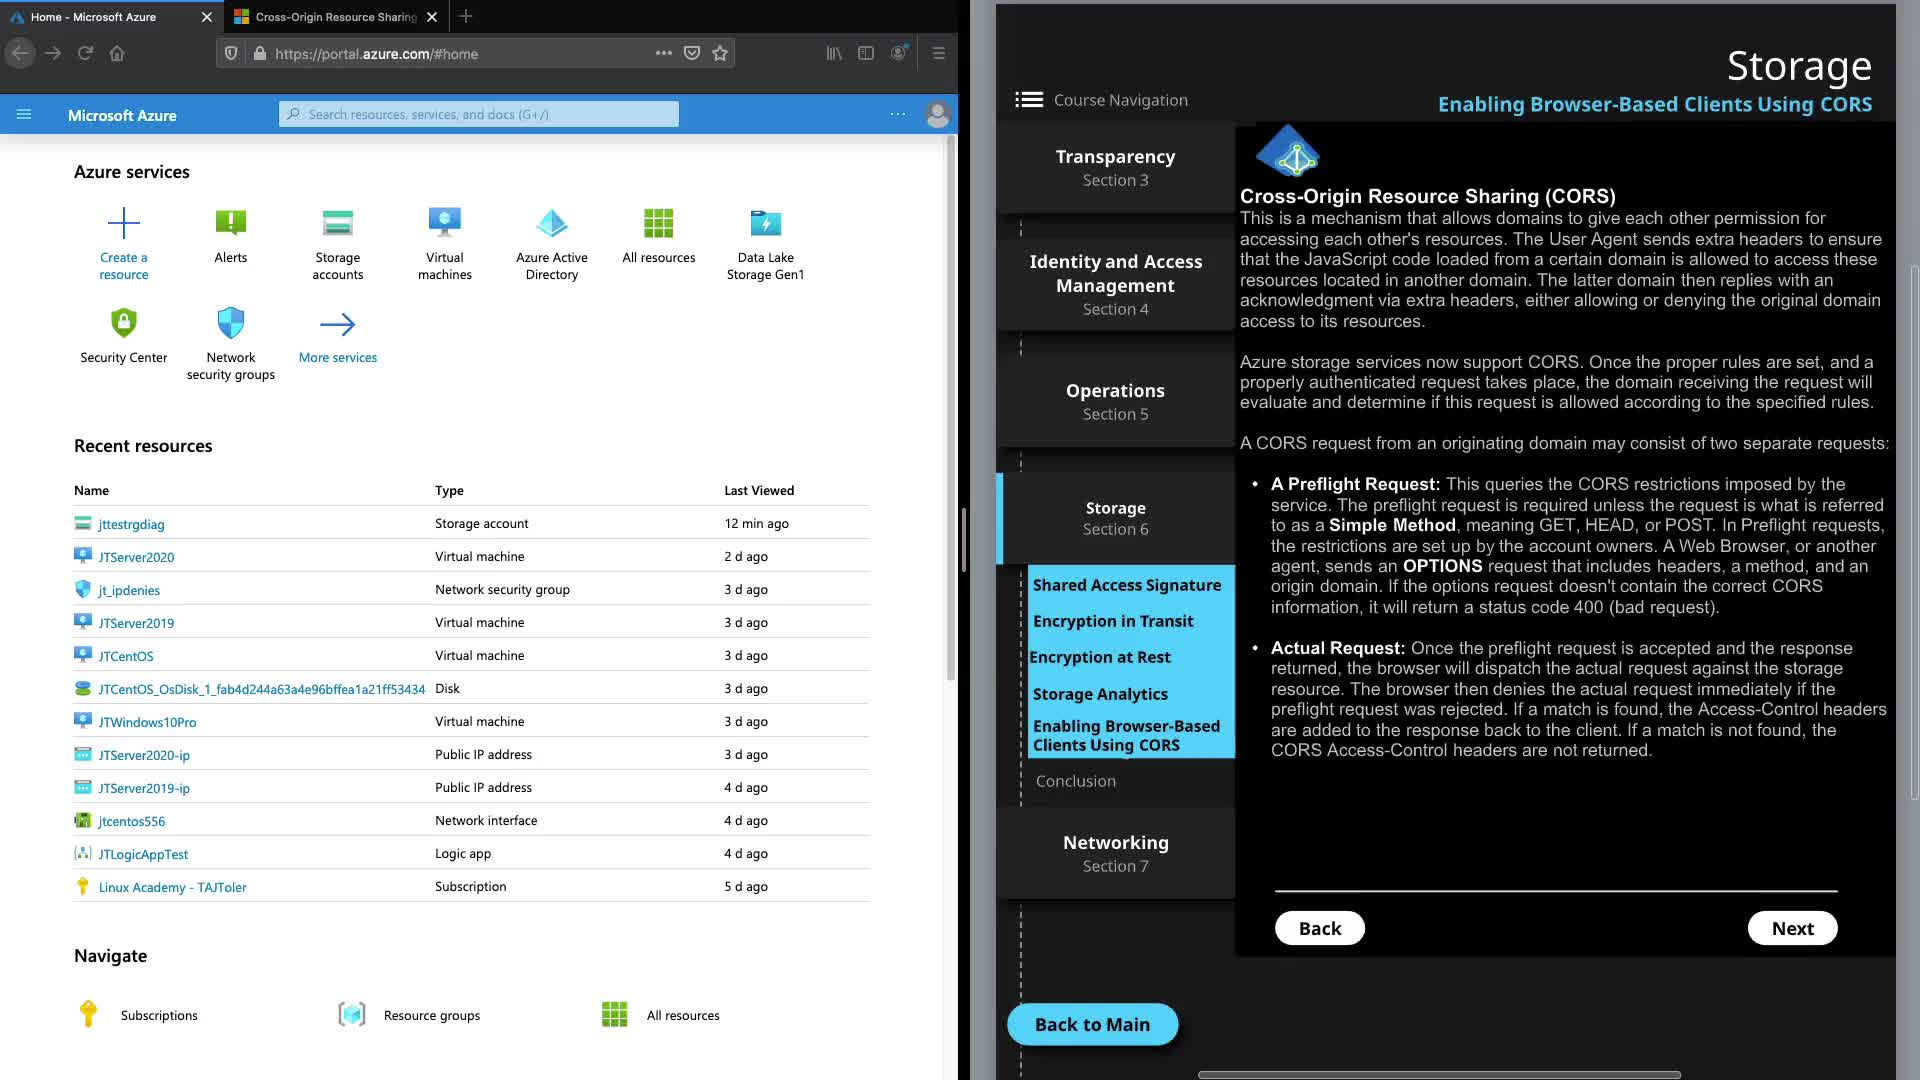 Home - Microsoft Azure
Cross-Origin Resource Sharing
https://portal.azure.com/#home
Microsoft Azure
Search resources, services, and docs (G+/)
Azure services
Create a resource
Alerts
Storage accounts
Virtual machines
Azure Active Directory
All resources
Data Lake Storage Gen1
Security Center
Network security groups
More services
Recent resources
Name Type Last Viewed
jttestrgdiag Storage account 12 min ago
JTServer2020 Virtual machine 2 d ago
jt_ipdenies Network security group 3 d ago
JTServer2019 Virtual machine 3 d ago
JTCentOS Virtual machine 3 d ago
JTCentOS_OsDisk_1_fab4d244a63a4e96bffea1a21ff53434 Disk 3 d ago
JTWindows10Pro Virtual machine 3 d ago
JTServer2020-ip Public IP address 3 d ago
JTServer2019-ip Public IP address 4 d ago
jtcentos556 Network interface 4 d ago
JTLogicAppTest Logic app 4 d ago
Linux Academy - TAJToler Subscription 5 d ago
Navigate
Subscriptions
Resource groups
All resources
Storage
Course Navigation
Enabling Browser-Based Clients Using CORS
Transparency
Section 3
Identity and Access
Management
Section 4
Operations
Section 5
Storage
Section 6
Shared Access Signature
Encryption in Transit
Encryption at Rest
Storage Analytics
Enabling Browser-Based
Clients Using CORS
Conclusion
Networking
Section 7
Back to Main
Cross-Origin Resource Sharing (CORS)
This is a mechanism that allows domains to give each other permission for
accessing each other's resources. The User Agent sends extra headers to ensure
that the JavaScript code loaded from a certain domain is allowed to access these
resources located in another domain. The latter domain then replies with an
acknowledgment via extra headers, either allowing or denying the original domain
access to its resources.
Azure storage services now support CORS. Once the proper rules are set, and a
properly authenticated request takes place, the domain receiving the request will
evaluate and determine if this request is allowed according to the specified rules.
A CORS request from an originating domain may consist of two separate requests:
• A Preflight Request: This queries the CORS restrictions imposed by the
service. The preflight request is required unless the request is what is referred
to as a Simple Method, meaning GET, HEAD, or POST. In Preflight requests,
the restrictions are set up by the account owners. A Web Browser, or another
agent, sends an OPTIONS request that includes headers, a method, and an
origin domain. If the options request doesn't contain the correct CORS
information, it will return a status code 400 (bad request).
• Actual Request: Once the preflight request is accepted and the response
returned, the browser will dispatch the actual request against the storage
resource. The browser then denies the actual request immediately if the
preflight request was rejected. If a match is found, the Access-Control headers
are added to the response back to the client. If a match is not found, the
CORS Access-Control headers are not returned.
Back
Next